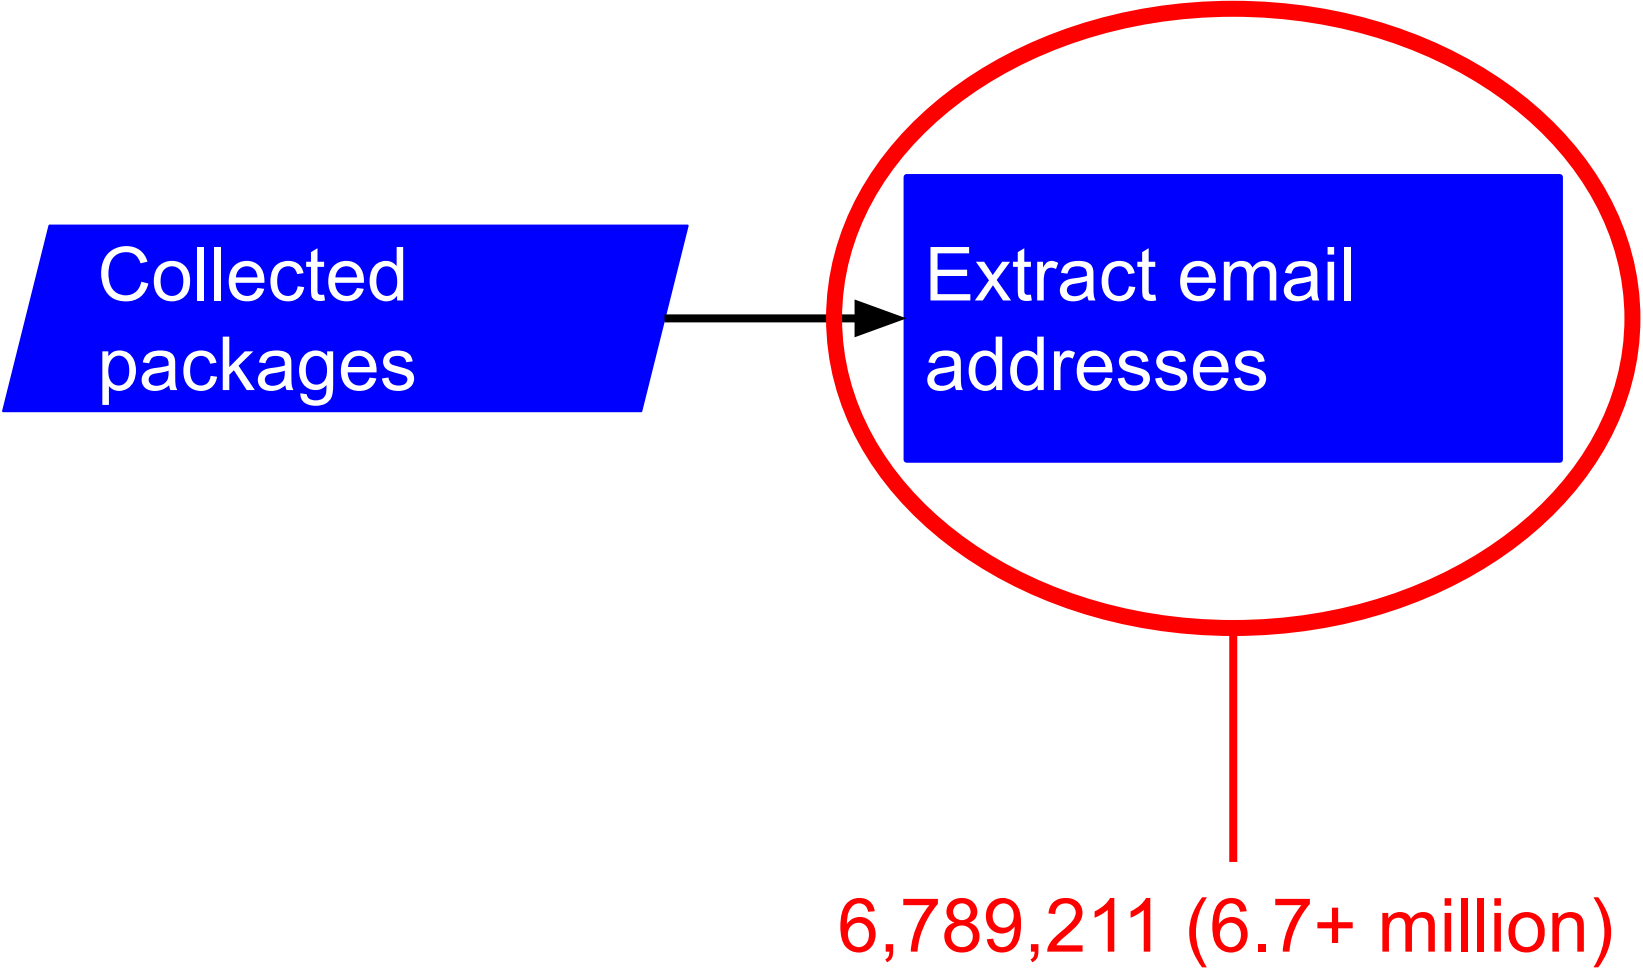 Collected
packages
Extract email
addresses
6,789,211 (6.7+ million)